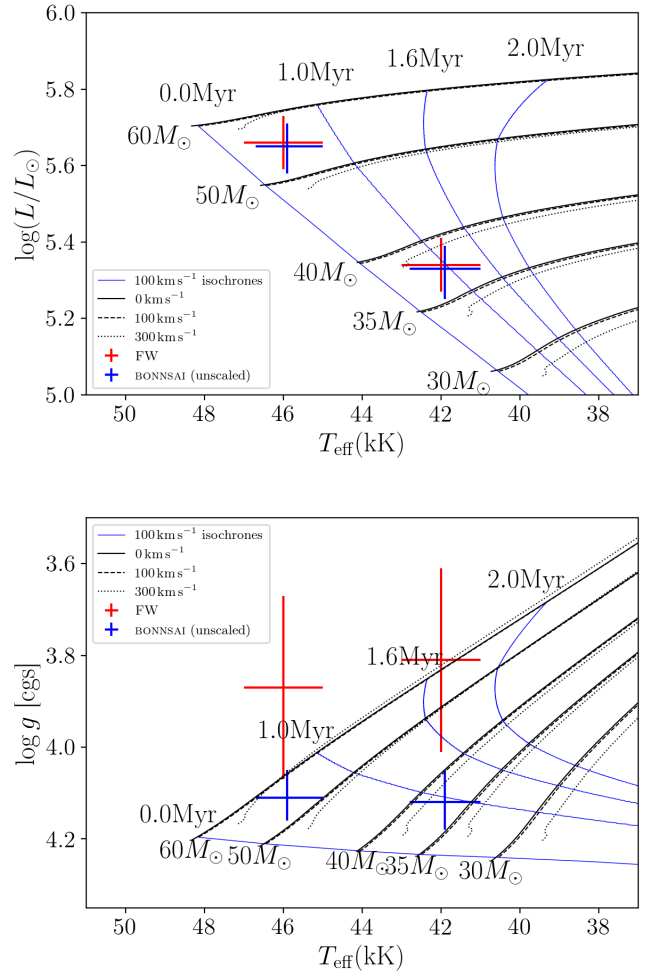 6.0
5.8
5.6
5.4
5.2
5.0
log(L/L⊙)
0.0Myr
1.0Myr
1.6Myr
2.0Myr
60M⊙
50M⊙
40M⊙
35M⊙
30M⊙
100 km s⁻¹ isochrones
0 km s⁻¹
100 km s⁻¹
300 km s⁻¹
FW
BONNSAI (unscaled)
50 48 46 44 42 40 38
T_eff(kK)
3.6
3.8
4.0
4.2
log g [cgs]
100 km s⁻¹ isochrones
0 km s⁻¹
100 km s⁻¹
300 km s⁻¹
FW
BONNSAI (unscaled)
2.0Myr
1.6Myr
1.0Myr
0.0Myr
60M⊙
50M⊙
40M⊙
35M⊙
30M⊙
50 48 46 44 42 40 38
T_eff(kK)